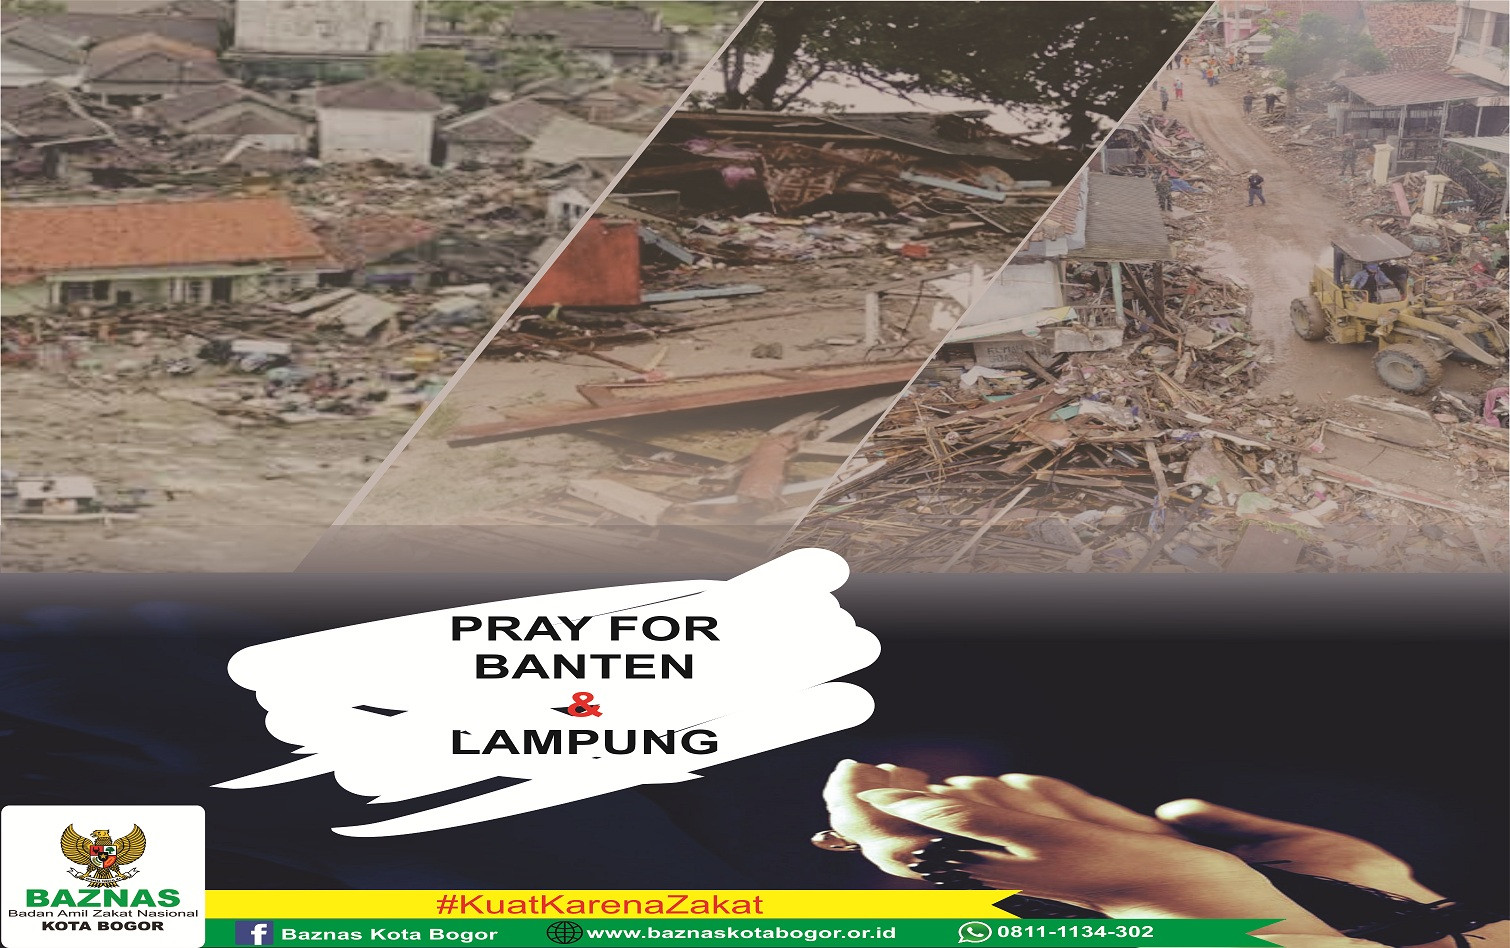 PRAY FOR
BANTEN
&
LAMPUNG
BAZNAS
Badan Amil Zakat Nasional
KOTA BOGOR
#KuatKarenaZakat
Baznas Kota Bogor
www.baznaskotabogor.or.id
0811-1134-302